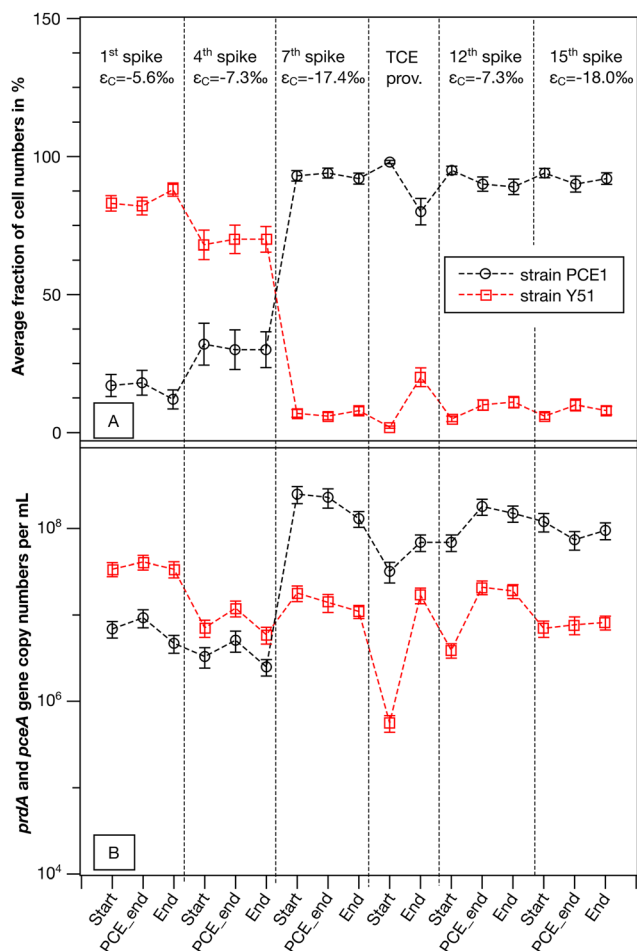 150
1st spike
εC=-5.6‰
4th spike
εC=-7.3‰
7th spike
εC=-17.4‰
TCE
prov.
12th spike
εC=-7.3‰
15th spike
εC=-18.0‰
Average fraction of cell numbers in %
100
50
0
strain PCE1
strain Y51
A
prdA and pceA gene copy numbers per mL
10^8
10^6
10^4
B
Start
PCE_end
End
Start
PCE_end
End
Start
PCE_end
End
Start
End
Start
PCE_end
End
Start
PCE_end
End